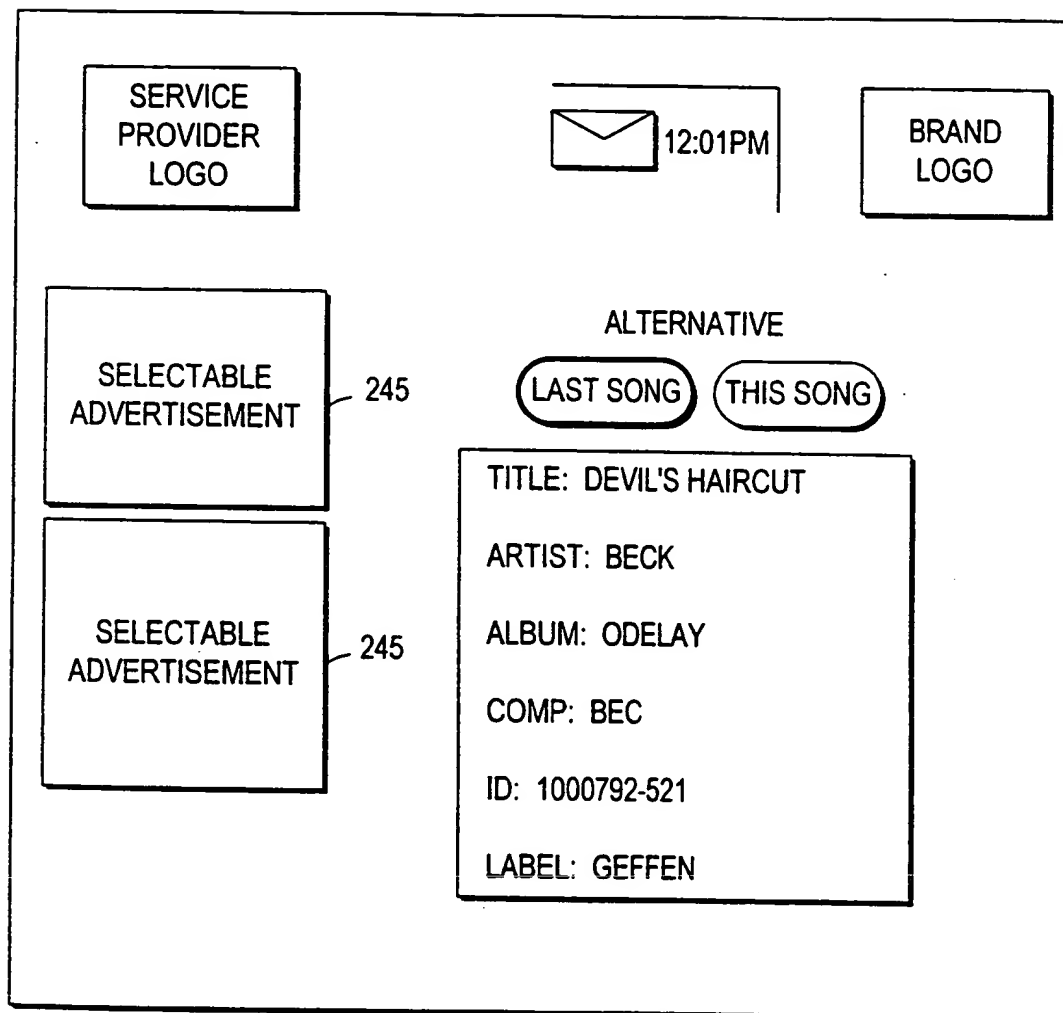 SERVICE
PROVIDER
LOGO
12:01PM
BRAND
LOGO
SELECTABLE
ADVERTISEMENT
245
SELECTABLE
ADVERTISEMENT
245
ALTERNATIVE
LAST SONG
THIS SONG
TITLE: DEVIL'S HAIRCUT
ARTIST: BECK
ALBUM: ODELAY
COMP: BEC
ID: 1000792-521
LABEL: GEFFEN